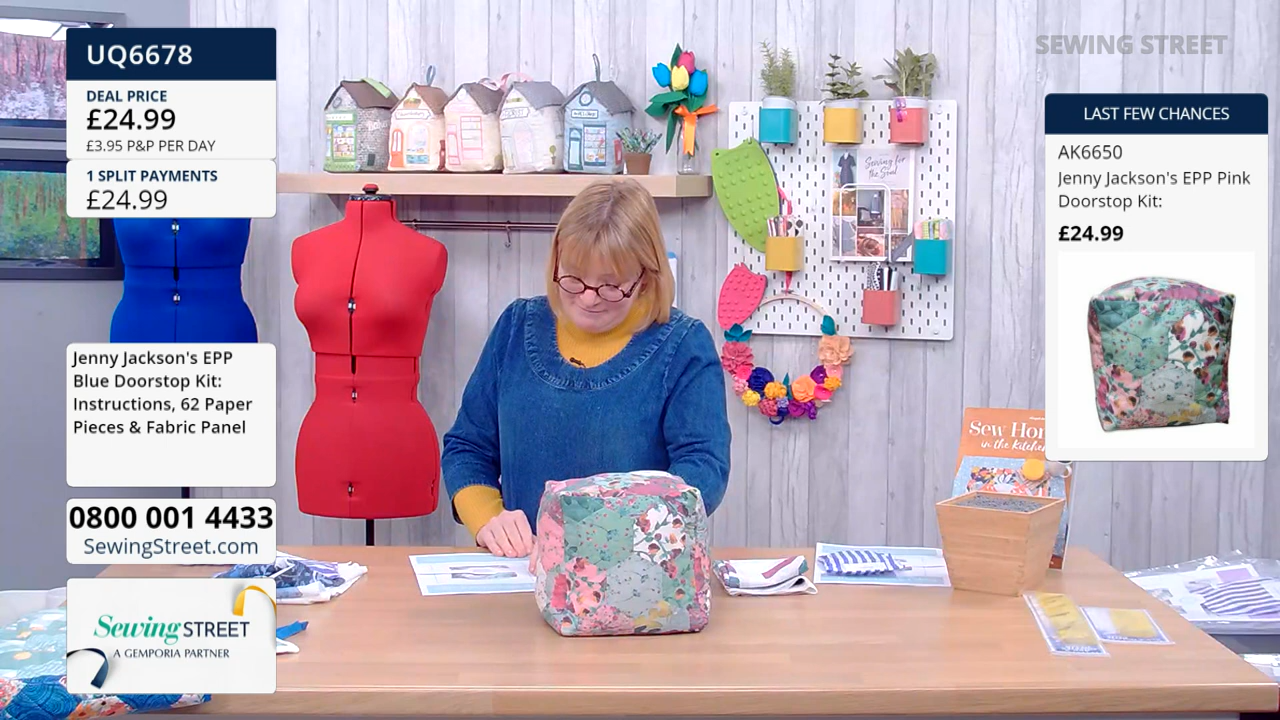 UQ6678
DEAL PRICE
£24.99
£3.95 P&P PER DAY
1 SPLIT PAYMENTS
£24.99
Jenny Jackson's EPP
Blue Doorstop Kit:
Instructions, 62 Paper
Pieces & Fabric Panel
0800 001 4433
SewingStreet.com
Sewing STREET
A GEMPORIA PARTNER
SEWING STREET
LAST FEW CHANCES
AK6650
Jenny Jackson's EPP Pink
Doorstop Kit:
£24.99
Sewing for
the Soul
Sew Hom
in the kitchen